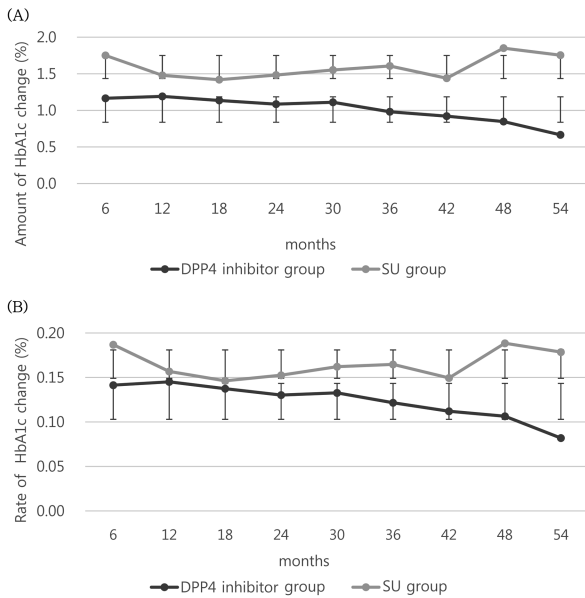 (A)
Amount of HbA1c change (%)
2.0
1.5
1.0
0.5
0.0
6 12 18 24 30 36 42 48 54
months
DPP4 inhibitor group SU group
(B)
Rate of HbA1c change (%)
0.20
0.15
0.10
0.05
0.00
6 12 18 24 30 36 42 48 54
months
DPP4 inhibitor group SU group